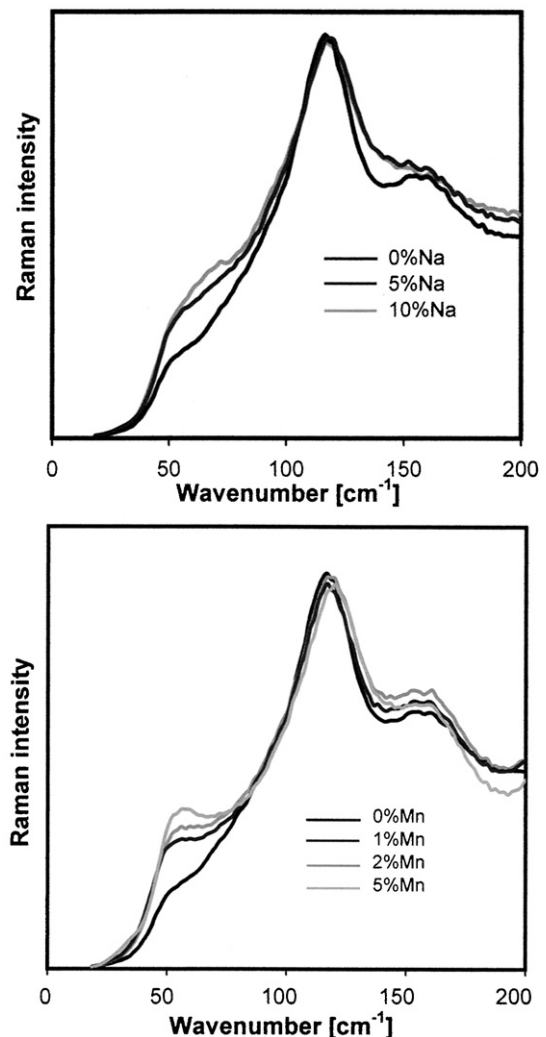 Raman intensity
0%Na
5%Na
10%Na
0 50 100 150 200
Wavenumber [cm⁻¹]
Raman intensity
0%Mn
1%Mn
2%Mn
5%Mn
0 50 100 150 200
Wavenumber [cm⁻¹]